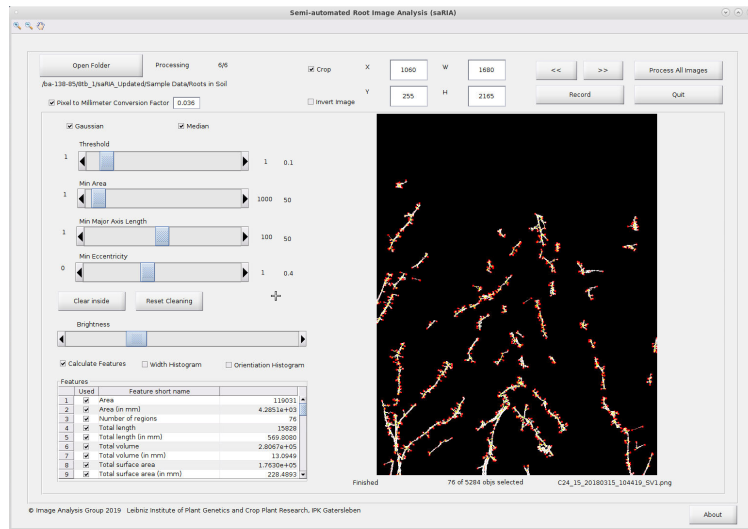 Semi-automated Root Image Analysis (saRIA)
Open Folder Processing 6/6
Crop X 1060 W 1680 << >> Process All Images
/ba-138-85/8tb_1/saRIA_Updated/Sample Data/Roots in Soil
Pixel to Millimeter Conversion Factor 0.036 Invert Image Y 255 H 2165 Record Quit
Gaussian Median
Threshold
1 1 0.1
Min Area
1 1000 50
Min Major Axis Length
1 100 50
Min Eccentricity
0 1 0.4
Clear inside Reset Cleaning
Brightness
Calculate Features Width Histogram Orientation Histogram
Features
Used Feature short name
1 Area 119031
2 Area (in mm) 4.2851e+03
3 Number of regions 76
4 Total length 15828
5 Total length (in mm) 569.8080
6 Total volume 2.8067e+05
7 Total volume (in mm) 13.0949
8 Total surface area 1.7630e+05
9 Total surface area (in mm) 228.4893
Finished 76 of 5284 objs selected C24_15_20180315_104419_SV1.png
© Image Analysis Group 2019 Leibniz Institute of Plant Genetics and Crop Plant Research, IPK Gatersleben
About